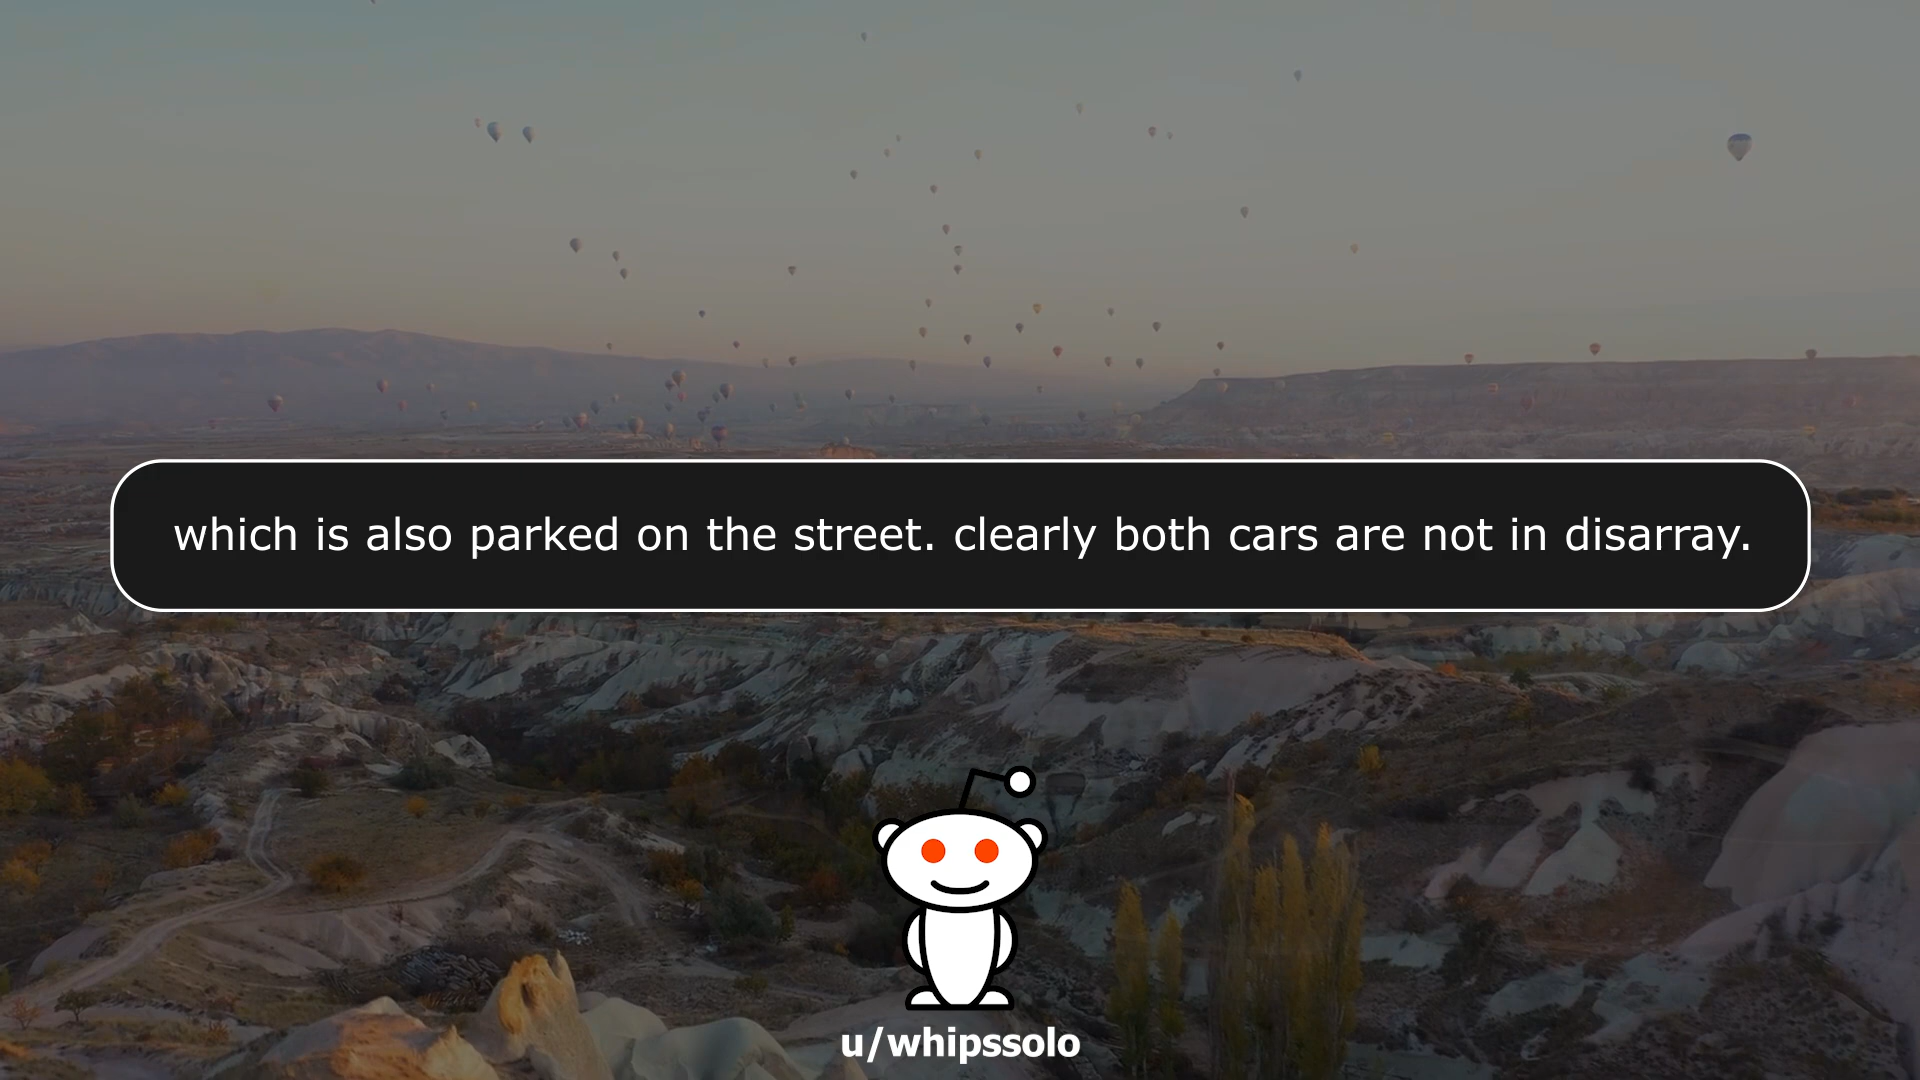 which is also parked on the street. clearly both cars are not in disarray.
u/whipssolo